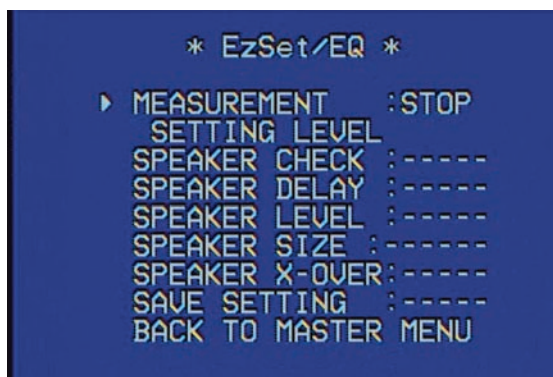 * EzSet/EQ *
MEASUREMENT :STOP
SETTING LEVEL
SPEAKER CHECK :-----
SPEAKER DELAY :-----
SPEAKER LEVEL :-----
SPEAKER SIZE :------
SPEAKER X-OVER:-----
SAVE SETTING :-----
BACK TO MASTER MENU